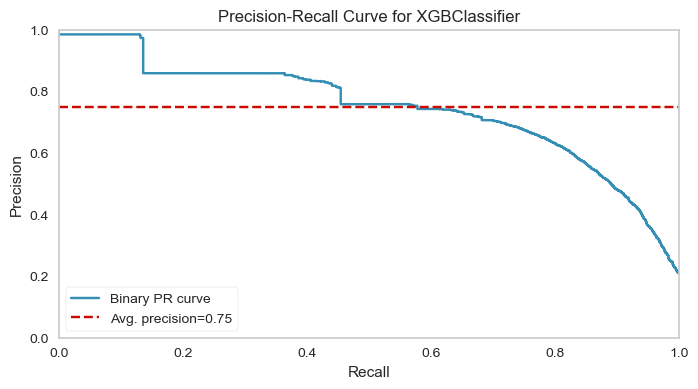 Precision-Recall Curve for XGBClassifier
1.0
0.8
0.6
0.4
0.2
0.0
Precision
Binary PR curve
Avg. precision=0.75
0.0 0.2 0.4 0.6 0.8 1.0
Recall